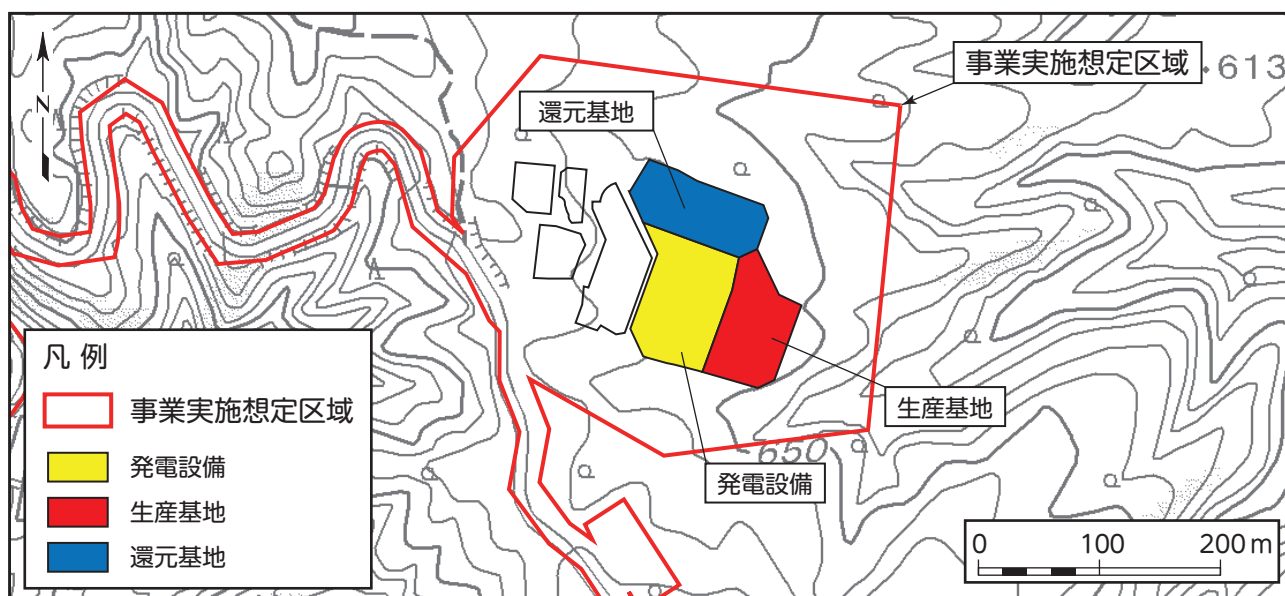 N
事業実施想定区域
613
還元基地
凡 例
事業実施想定区域
発電設備
生産基地
還元基地
生産基地
650
発電設備
0 100 200 m